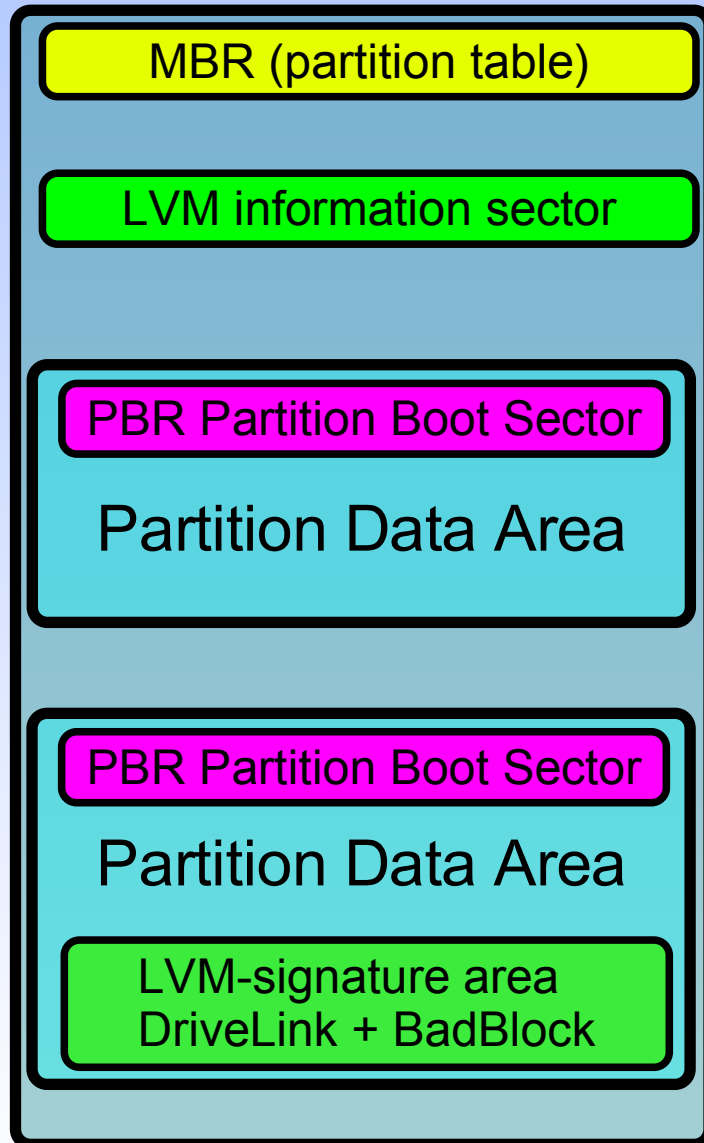 MBR (partition table)
LVM information sector
PBR Partition Boot Sector
Partition Data Area
PBR Partition Boot Sector
Partition Data Area
LVM-signature area
DriveLink + BadBlock